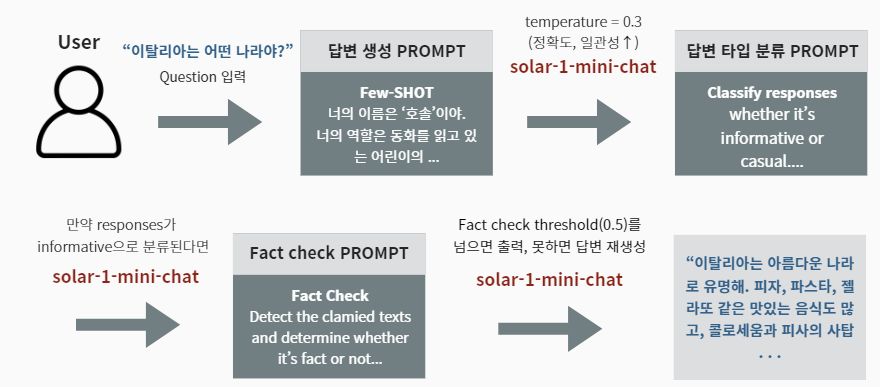 User
“이탈리아는 어떤 나라야?”
Question 입력
답변 생성 PROMPT
Few-SHOT
너의 이름은 ‘호솔’이야.
너의 역할은 동화를 읽고 있
는 어린이의 ...
temperature = 0.3
(정확도, 일관성↑)
solar-1-mini-chat
답변 타입 분류 PROMPT
Classify responses
whether it’s
informative or
casual....
만약 responses가
informative으로 분류된다면
solar-1-mini-chat
Fact check PROMPT
Fact Check
Detect the clamied texts
and determine whether
it’s fact or not...
Fact check threshold(0.5)를
넘으면 출력, 못하면 답변 재생성
solar-1-mini-chat
“이탈리아는 아름다운 나라
로 유명해. 피자, 파스타, 젤
라또 같은 맛있는 음식도 많
고, 콜로세움과 피사의 사탑
. . .